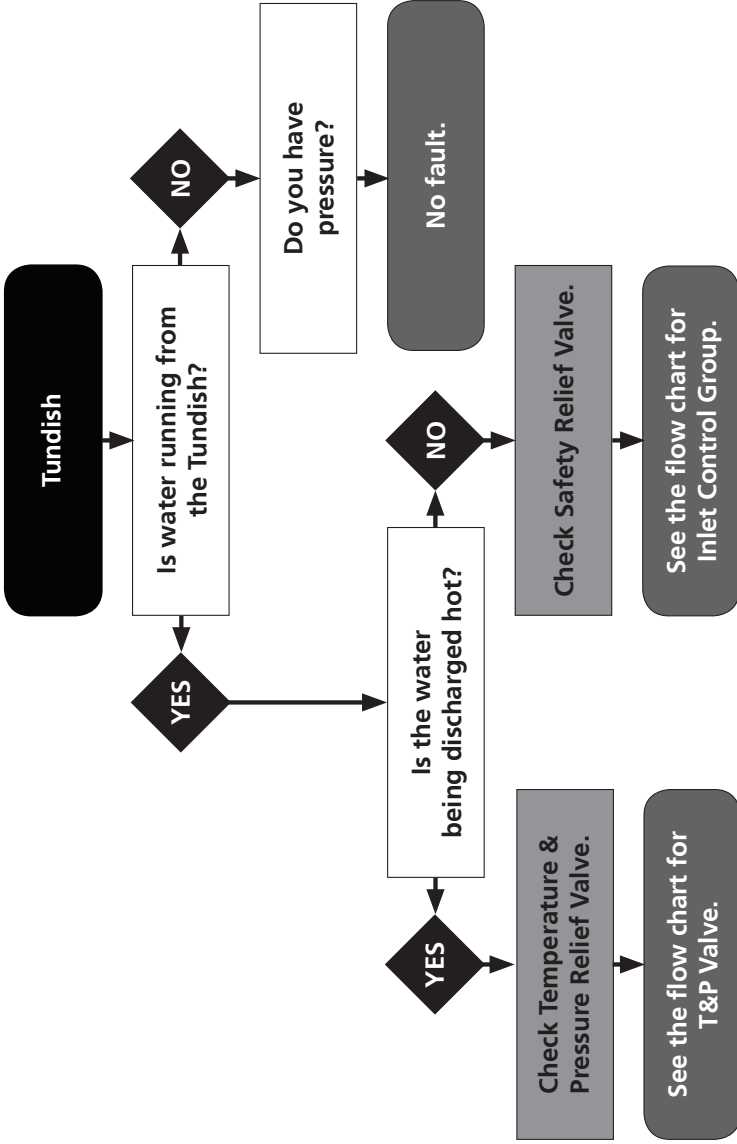 Tundish
Is water running from
the Tundish?
NO
Do you have
pressure?
No fault.
YES
Is the water
being discharged hot?
NO
Check Safety Relief Valve.
See the flow chart for
Inlet Control Group.
YES
Check Temperature &
Pressure Relief Valve.
See the flow chart for
T&P Valve.